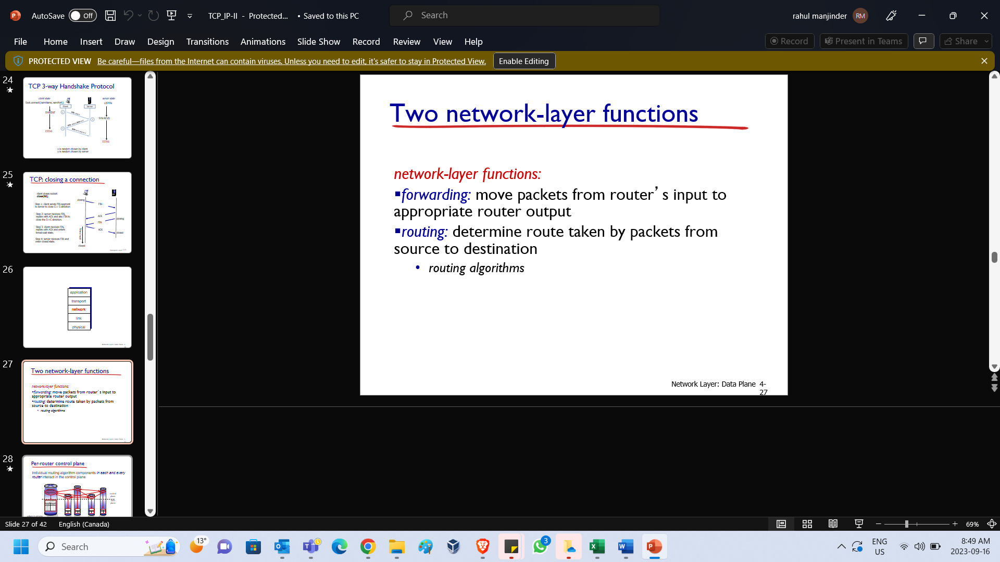 AutoSave Off TCP_IP-II - Protected... • Saved to this PC Search rahul manjinder RM
File Home Insert Draw Design Transitions Animations Slide Show Record Review View Help Record Present in Teams Share
PROTECTED VIEW Be careful—files from the Internet can contain viruses. Unless you need to edit, it's safer to stay in Protected View. Enable Editing
24
TCP 3-way Handshake Protocol
client state
server state
LISTEN
Client
Server
SYNSENT
SYN RCVD
ESTAB
ESTAB
x is random chosen by client
y is random chosen by server
25
TCP: closing a connection
client closes socket:
close(fd);
Step 1: client sends FIN segment
to server to close C-> S direction
Step 2: server receives FIN,
replies with ACK and also FIN to
close the S->C direction.
Step 3: client receives FIN,
replies with ACK and enters
timed-wait state.
Step 4: server receives FIN and
enter closed state.
closing
FIN
ACK
closing
FIN
ACK
closed
closed
26
application
transport
network
link
physical
27
Two network-layer functions
network-layer functions:
▪forwarding: move packets from router’ s input to
appropriate router output
▪routing: determine route taken by packets from
source to destination
• routing algorithms
28
Per-router control plane
Individual routing algorithm components in each and every
router interact in the control plane
control
plane
data
plane
Two network-layer functions
network-layer functions:
▪forwarding: move packets from router’ s input to
appropriate router output
▪routing: determine route taken by packets from
source to destination
• routing algorithms
Network Layer: Data Plane 4-
27
Slide 27 of 42 English (Canada) 69%
Search 13° 3 ENG
US
8:49 AM
2023-09-16